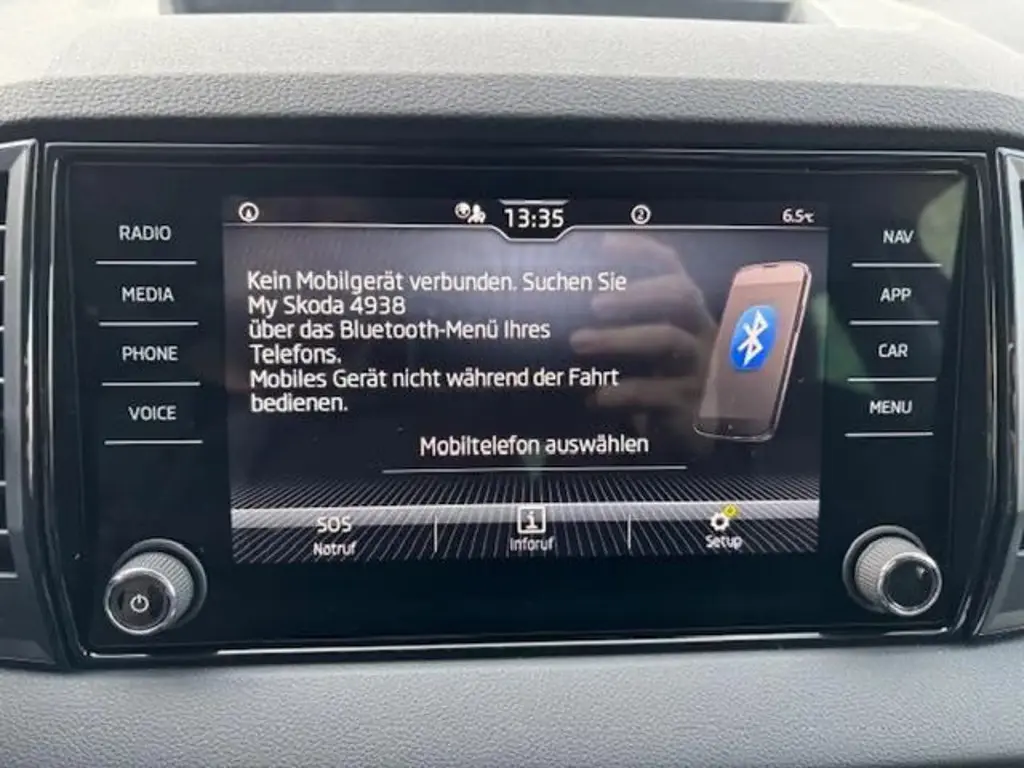 13:35
2
6.5°C
RADIO
MEDIA
PHONE
VOICE
Kein Mobilgerät verbunden. Suchen Sie
My Skoda 4938
über das Bluetooth-Menü Ihres
Telefons.
Mobiles Gerät nicht während der Fahrt
bedienen.
Mobiltelefon auswählen
SOS
Notruf
i
Inforuf
Setup
NAV
APP
CAR
MENU